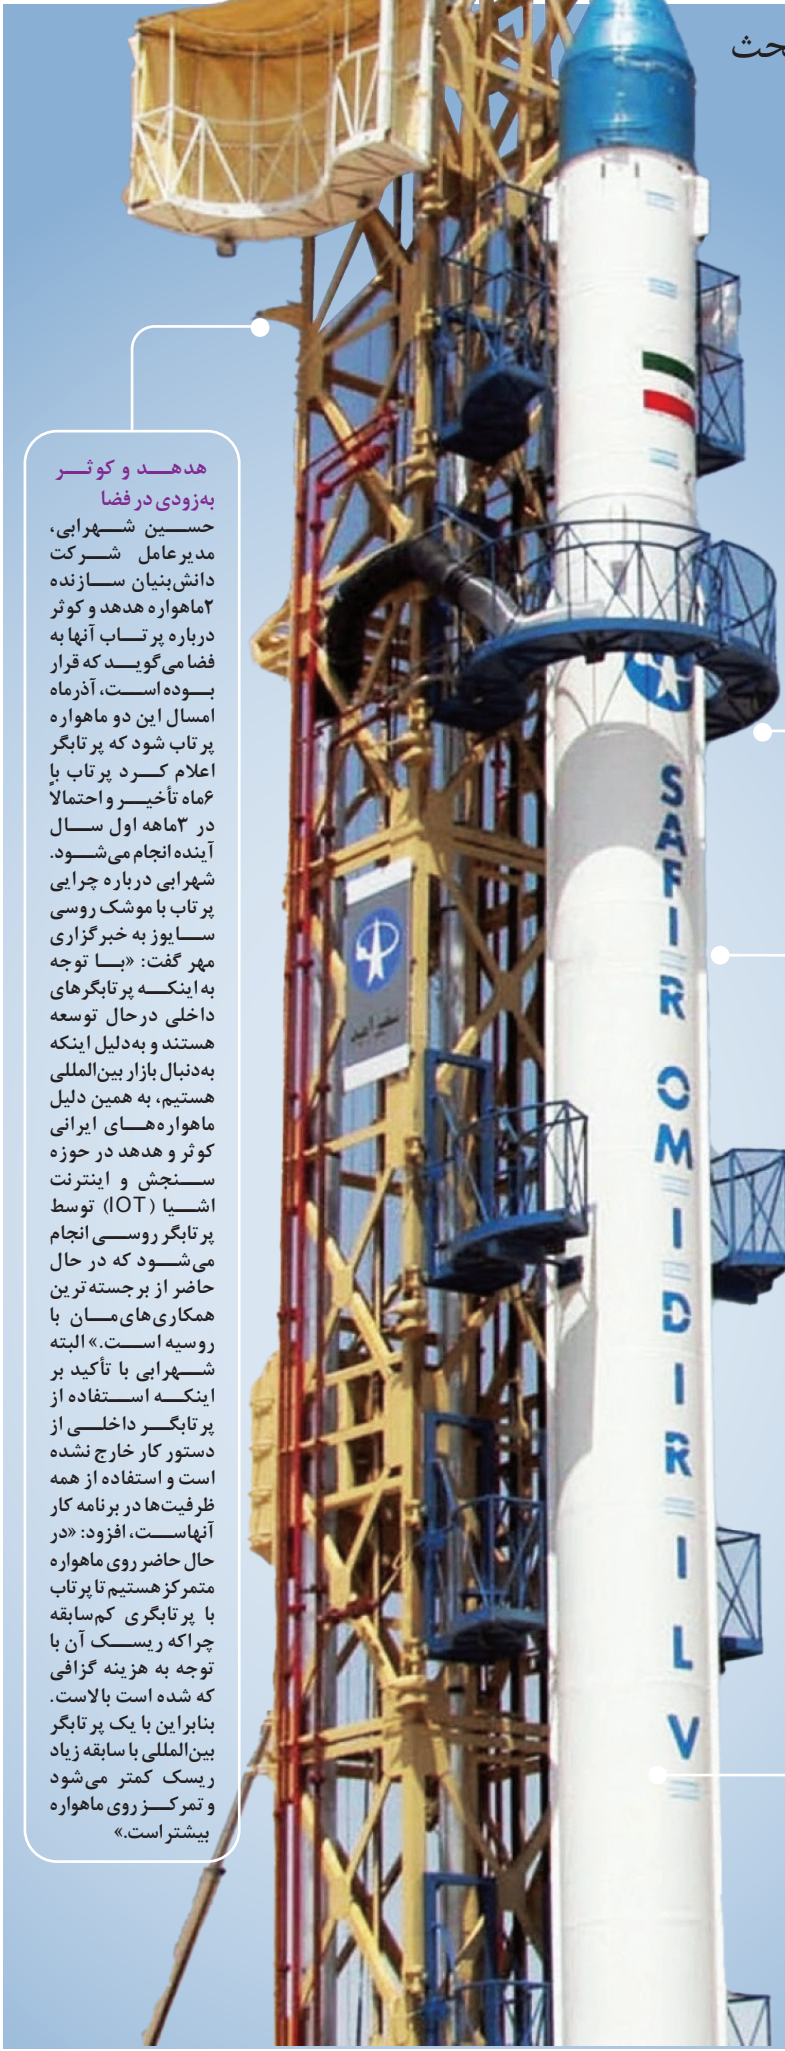 هدهد و کوثر
به‌زودی در فضا
حسین شهرابی،
مدیرعامل شرکت
دانش‌بنیان سازنده
۲ماهواره هدهد و کوثر
درباره پرتاب آنها به
فضا می‌گوید که قرار
بوده است، آذرماه
امسال این دو ماهواره
پرتاب شود که پرتابگر
اعلام کرد پرتاب با
۶ماه تأخیر و احتمالاً
در ۳ماهه اول سال
آینده انجام می‌شود.
شهرابی درباره چرایی
پرتاب با موشک روسی
سایوز به خبرگزاری
مهر گفت: «با توجه
به اینکه پرتابگرهای
داخلی درحال توسعه
هستند و به‌دلیل اینکه
به‌دنبال بازار بین‌المللی
هستیم، به همین دلیل
ماهواره‌های ایرانی
کوثر و هدهد در حوزه
سنجش و اینترنت
اشیا (IOT) توسط
پرتابگر روسی انجام
می‌شود که در حال
حاضر از برجسته‌ترین
همکاری‌های‌مان با
روسیه است.» البته
شهرابی با تأکید بر
اینکه استفاده از
پرتابگر داخلی از
دستور کار خارج نشده
است و استفاده از همه
ظرفیت‌ها در برنامه کار
آنهاست، افزود: «در
حال حاضر روی ماهواره
متمرکز هستیم تا پرتاب
با پرتابگری کم‌سابقه
چراکه ریسک آن با
توجه به هزینه گزافی
که شده است بالاست.
بنابراین با یک پرتابگر
بین‌المللی با سابقه زیاد
ریسک کمتر می‌شود
و تمرکز روی ماهواره
بیشتر است.»
SAFIR OMID IRILV